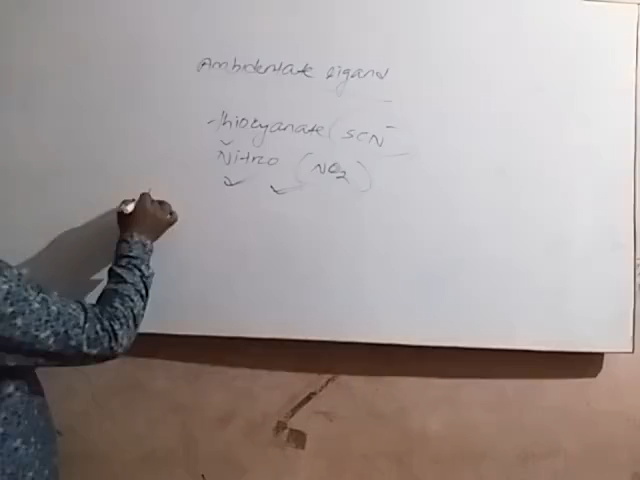 Ambidentate ligand
thiocyanate (SCN⁻
Nitro (NO2)